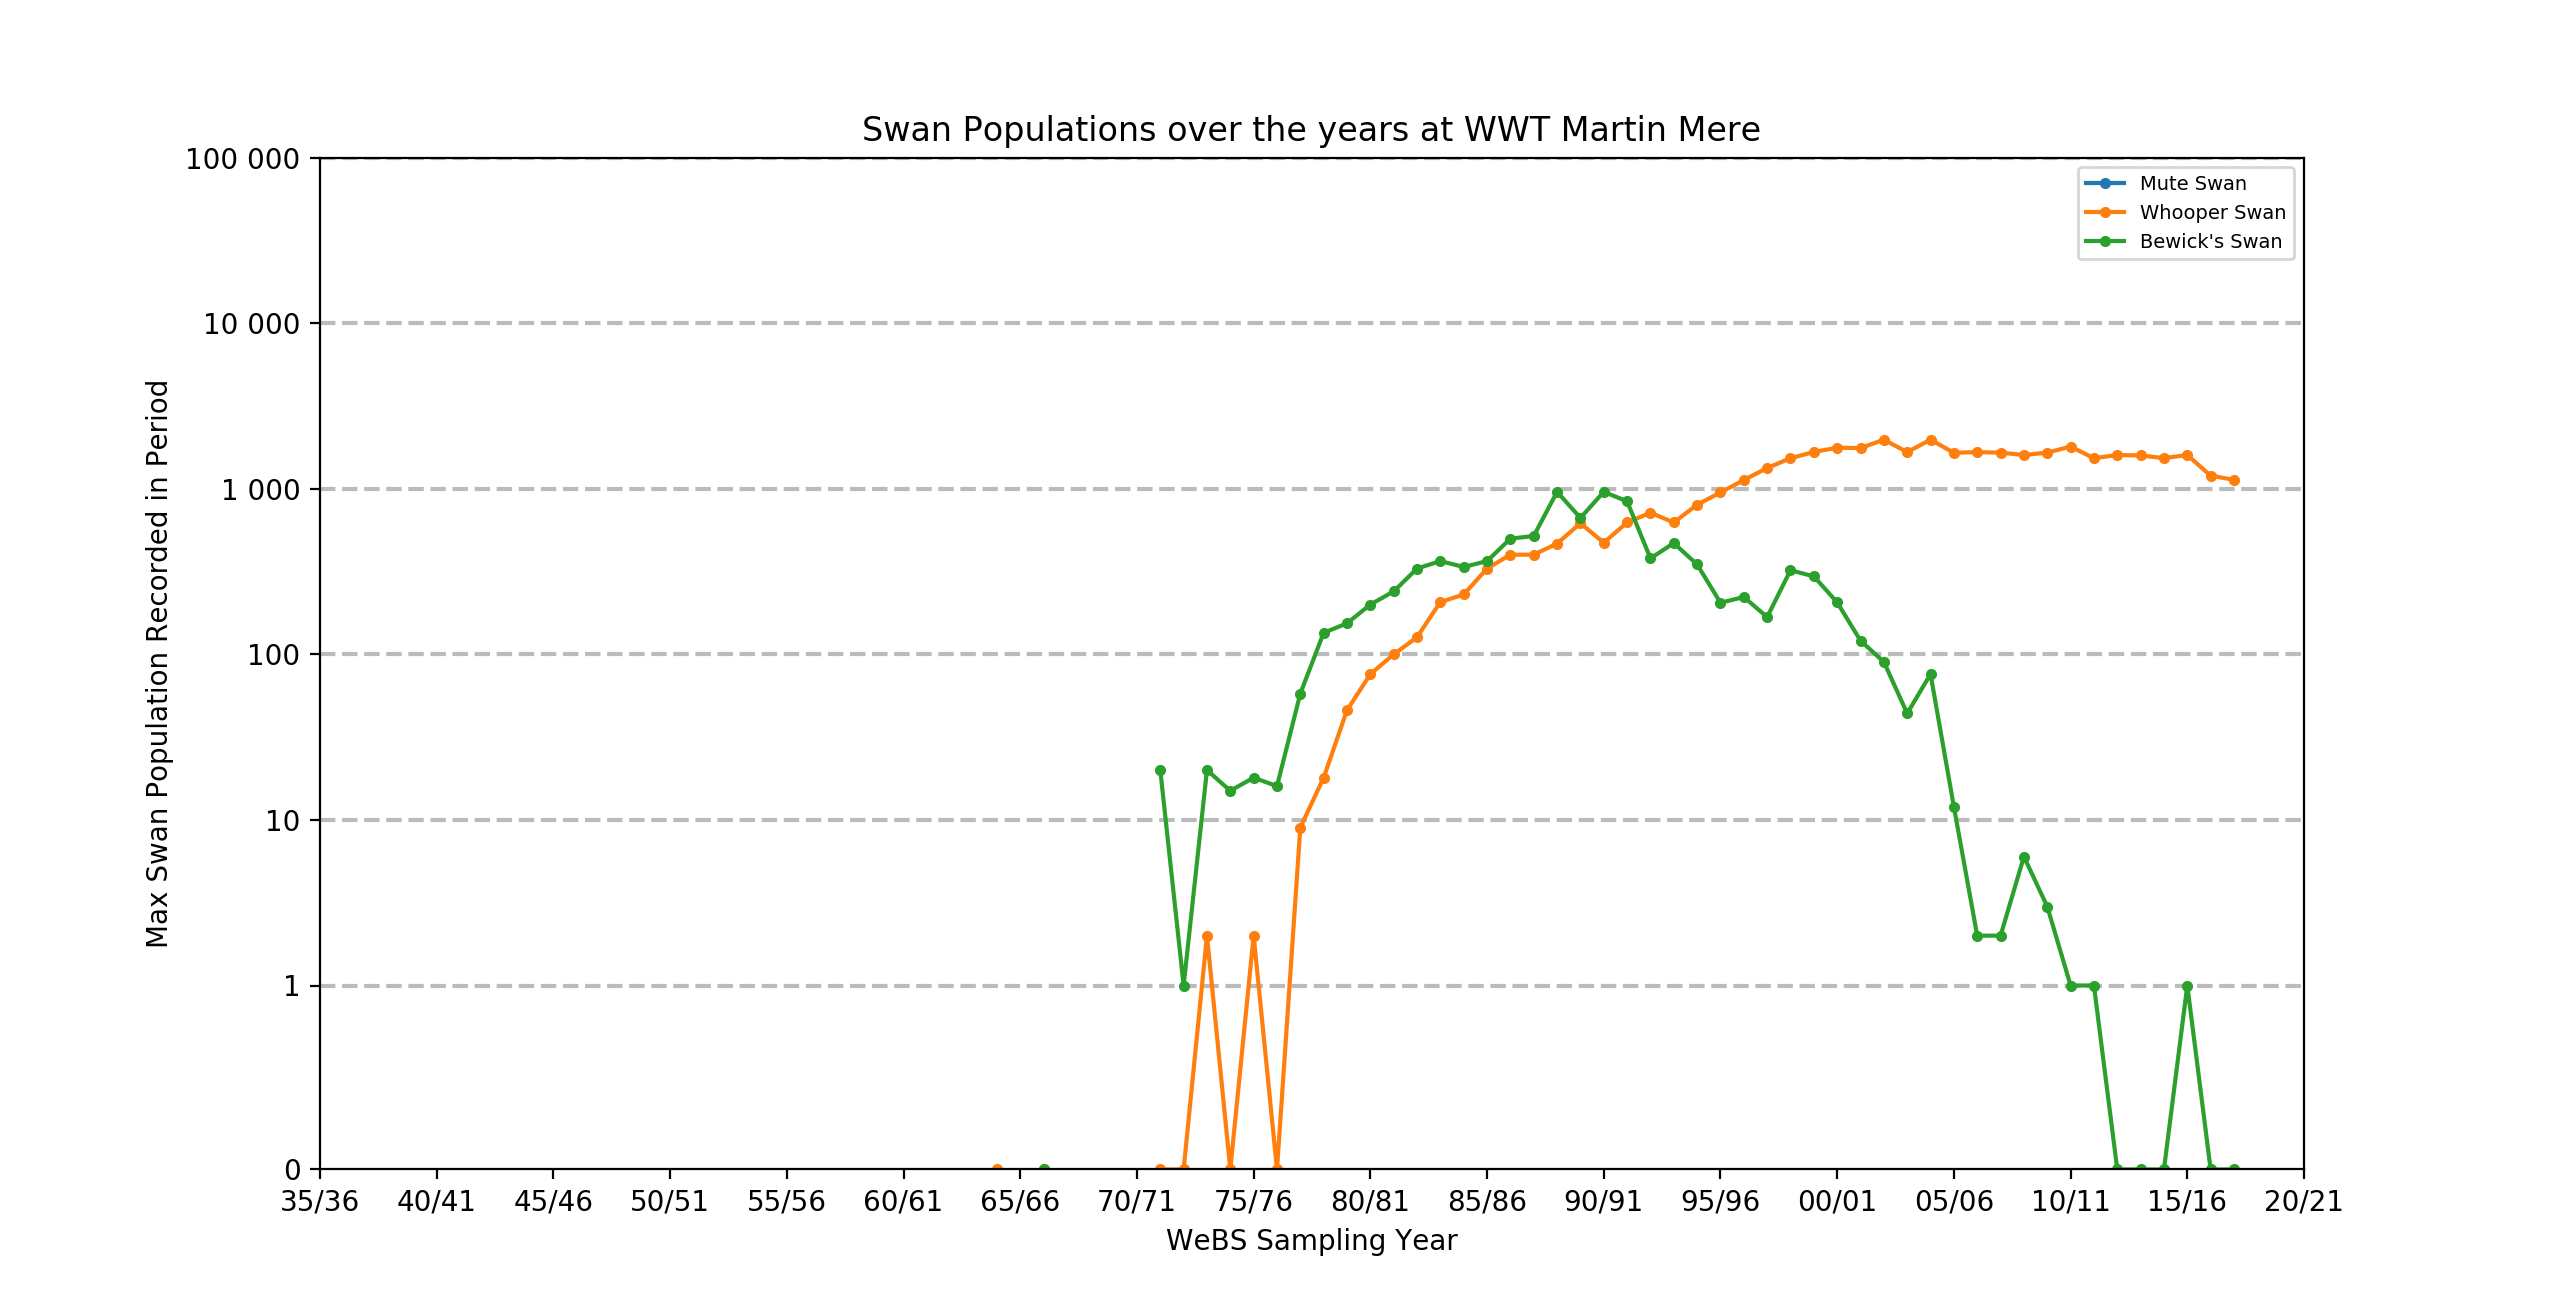 Swan Populations over the years at WWT Martin Mere
100 000
10 000
1 000
100
10
1
0
Max Swan Population Recorded in Period
Mute Swan
Whooper Swan
Bewick's Swan
35/36 40/41 45/46 50/51 55/56 60/61 65/66 70/71 75/76 80/81 85/86 90/91 95/96 00/01 05/06 10/11 15/16 20/21
WeBS Sampling Year